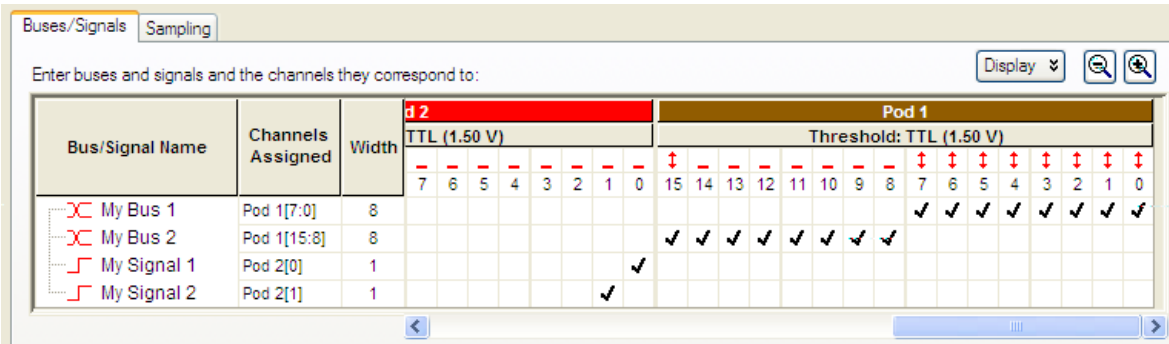 Buses/Signals Sampling
Enter buses and signals and the channels they correspond to:
Display
Bus/Signal Name Channels Assigned Width
d 2 Pod 1
TTL (1.50 V) Threshold: TTL (1.50 V)
7 6 5 4 3 2 1 0 15 14 13 12 11 10 9 8 7 6 5 4 3 2 1 0
My Bus 1 Pod 1[7:0] 8
My Bus 2 Pod 1[15:8] 8
My Signal 1 Pod 2[0] 1
My Signal 2 Pod 2[1] 1